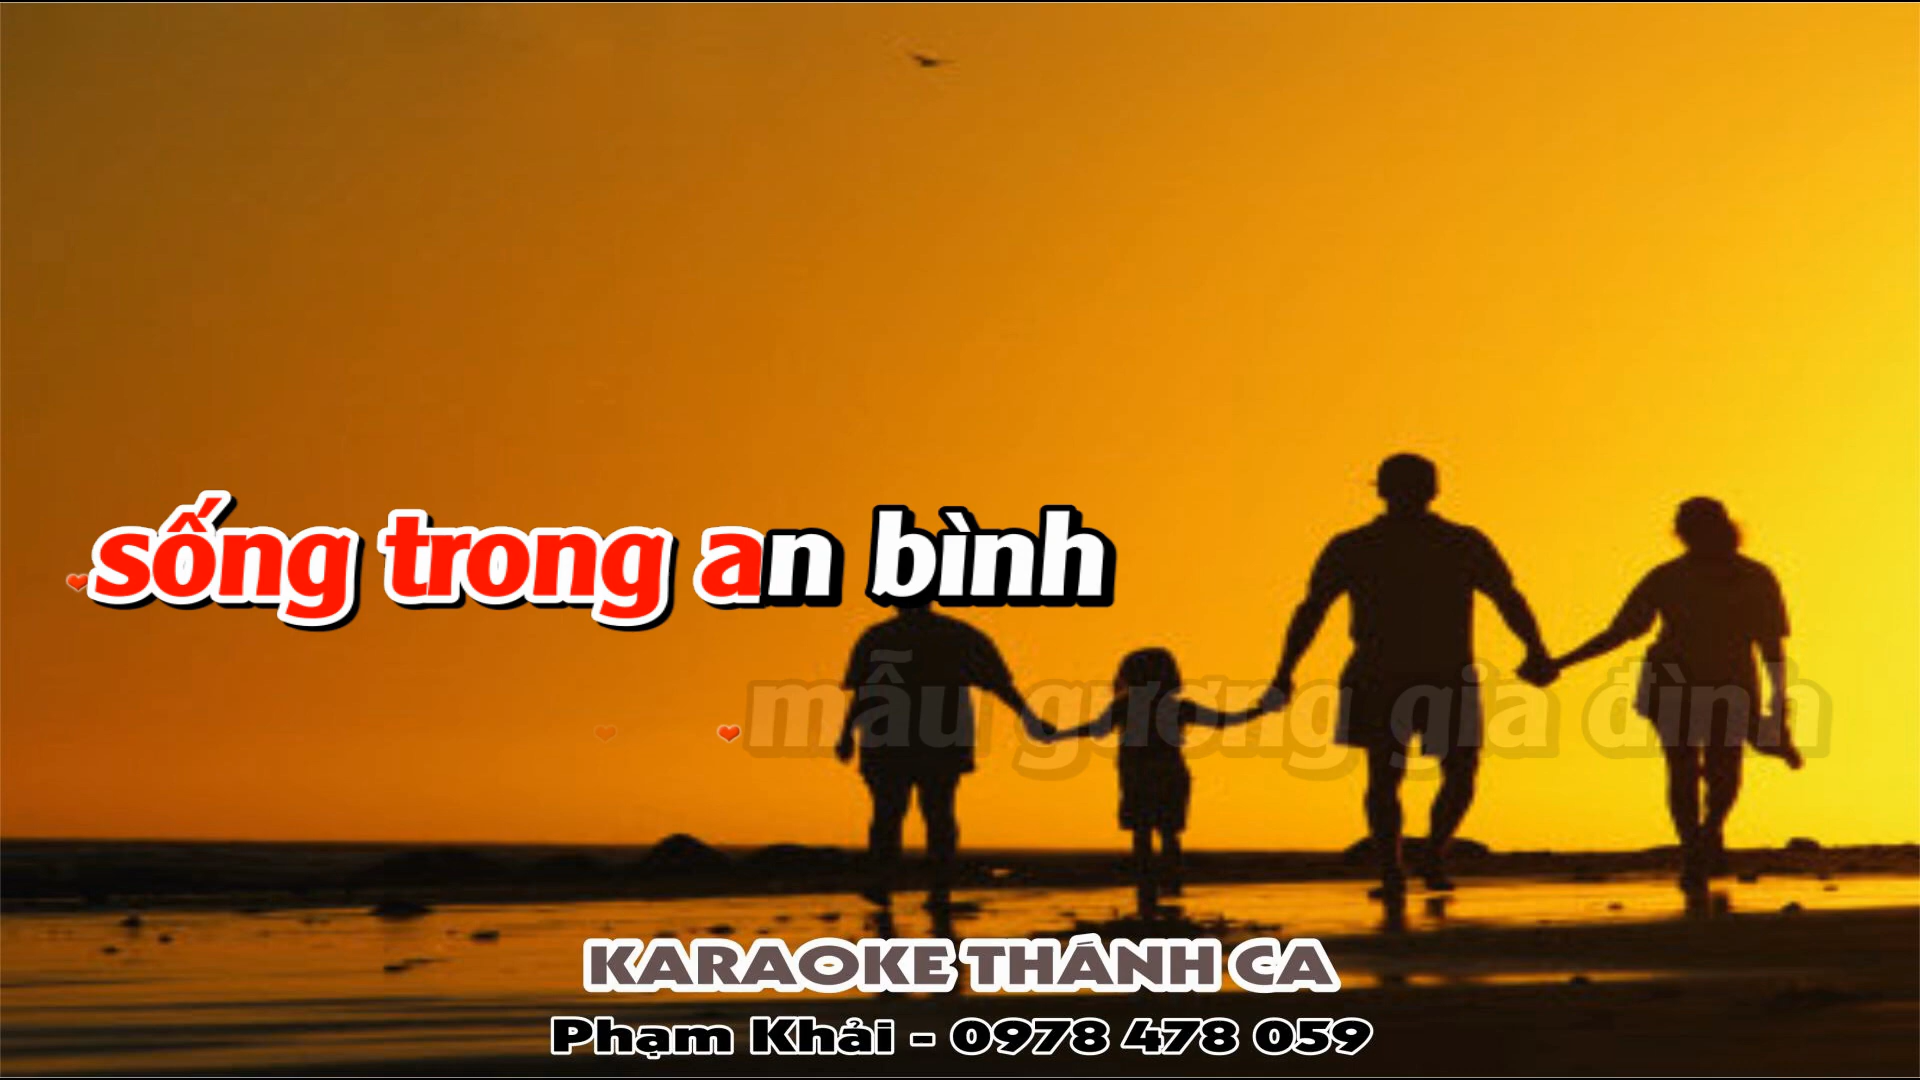 sống trong an bình
mẫu gương gia đình
KARAOKE THÁNH CA
Phạm Khải - 0978 478 059